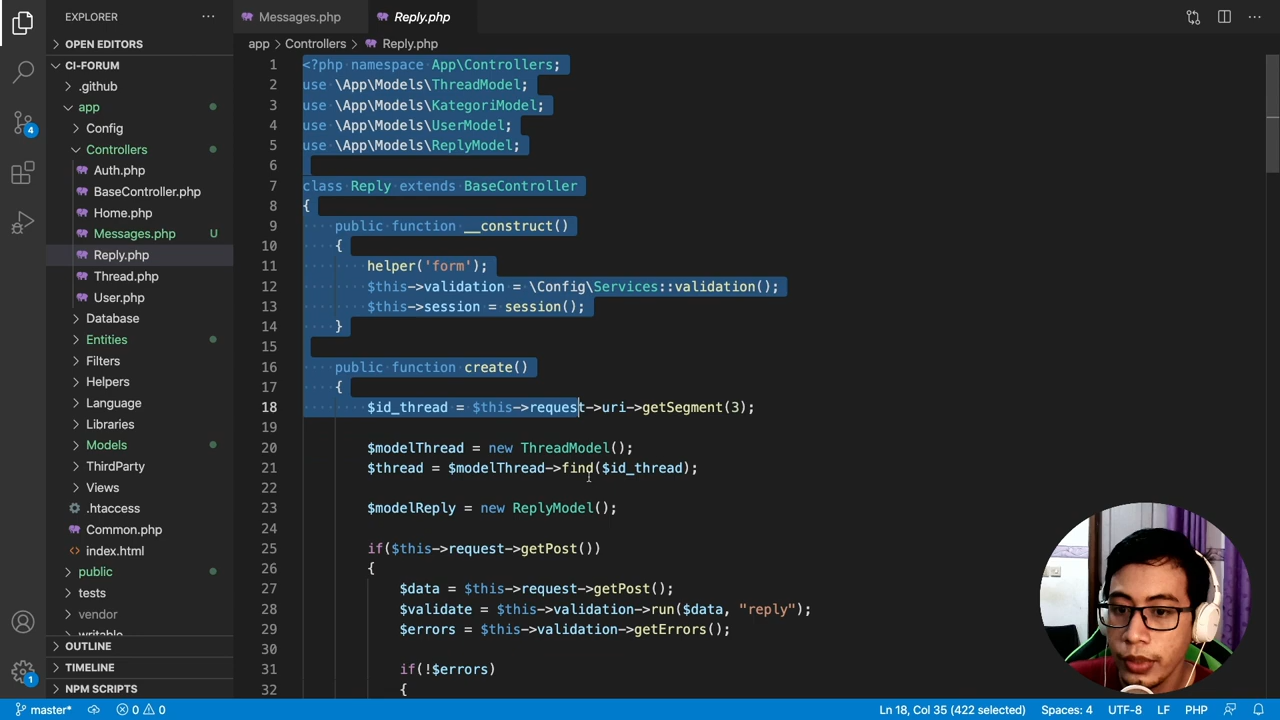 EXPLORER
OPEN EDITORS
CI-FORUM
.github
app
Config
Controllers
Auth.php
BaseController.php
Home.php
Messages.php U
Reply.php
Thread.php
User.php
Database
Entities
Filters
Helpers
Language
Libraries
Models
ThirdParty
Views
.htaccess
Common.php
index.html
public
tests
vendor
writable
OUTLINE
TIMELINE
NPM SCRIPTS
4
1
Messages.php Reply.php
app > Controllers > Reply.php
1 <?php namespace App\Controllers;
2 use \App\Models\ThreadModel;
3 use \App\Models\KategoriModel;
4 use \App\Models\UserModel;
5 use \App\Models\ReplyModel;
6
7 class Reply extends BaseController
8 {
9 public function __construct()
10 {
11 helper('form');
12 $this->validation = \Config\Services::validation();
13 $this->session = session();
14 }
15
16 public function create()
17 {
18 $id_thread = $this->request->uri->getSegment(3);
19
20 $modelThread = new ThreadModel();
21 $thread = $modelThread->find($id_thread);
22
23 $modelReply = new ReplyModel();
24
25 if($this->request->getPost())
26 {
27 $data = $this->request->getPost();
28 $validate = $this->validation->run($data, "reply");
29 $errors = $this->validation->getErrors();
30
31 if(!$errors)
32 {
master* 0 0 Ln 18, Col 35 (422 selected) Spaces: 4 UTF-8 LF PHP